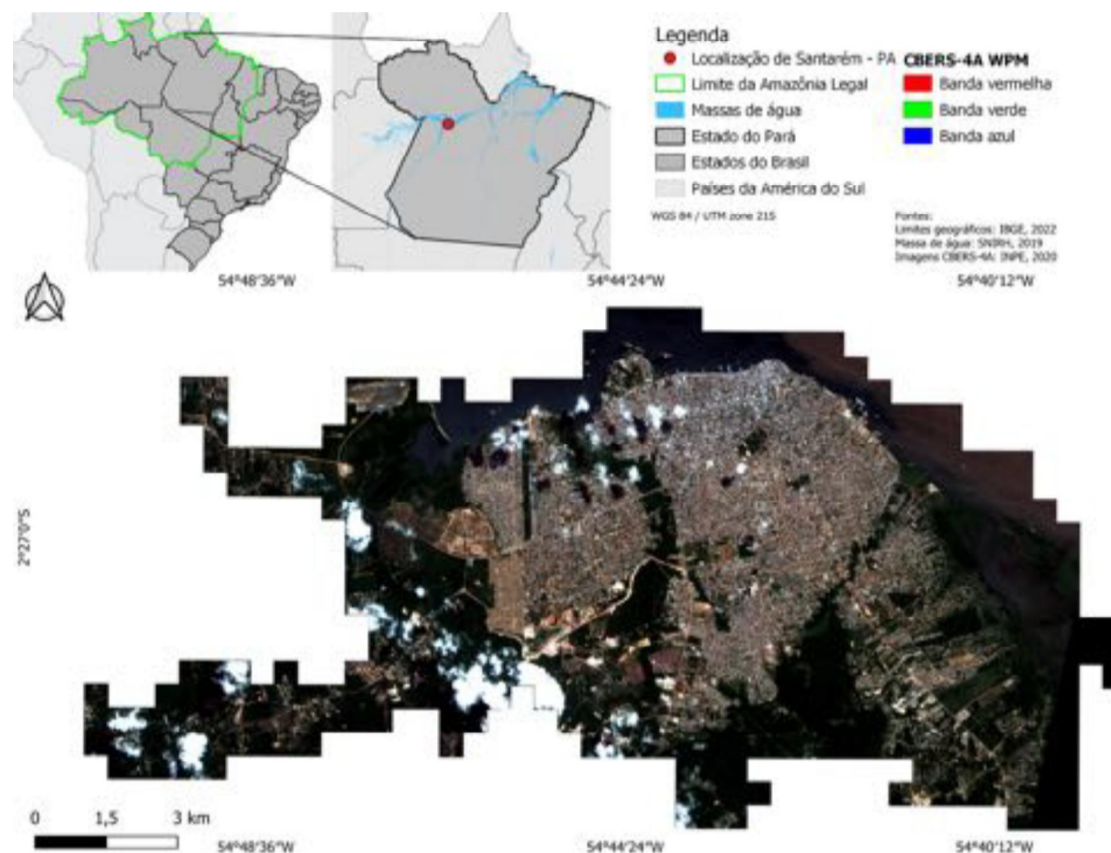 Legenda
Localização de Santarém - PA
Limite da Amazônia Legal
Massas de água
Estado do Pará
Estados do Brasil
Países da América do Sul
CBERS-4A WPM
Banda vermelha
Banda verde
Banda azul
WGS 84 / UTM zone 21S
Fontes:
Limites geográficos: IBGE, 2022
Massa de água: SNIRH, 2019
Imagens CBERS-4A: INPE, 2020
54°48'36"W 54°44'24"W 54°40'12"W
2°27'0"S
0 1,5 3 km
54°48'36"W 54°44'24"W 54°40'12"W